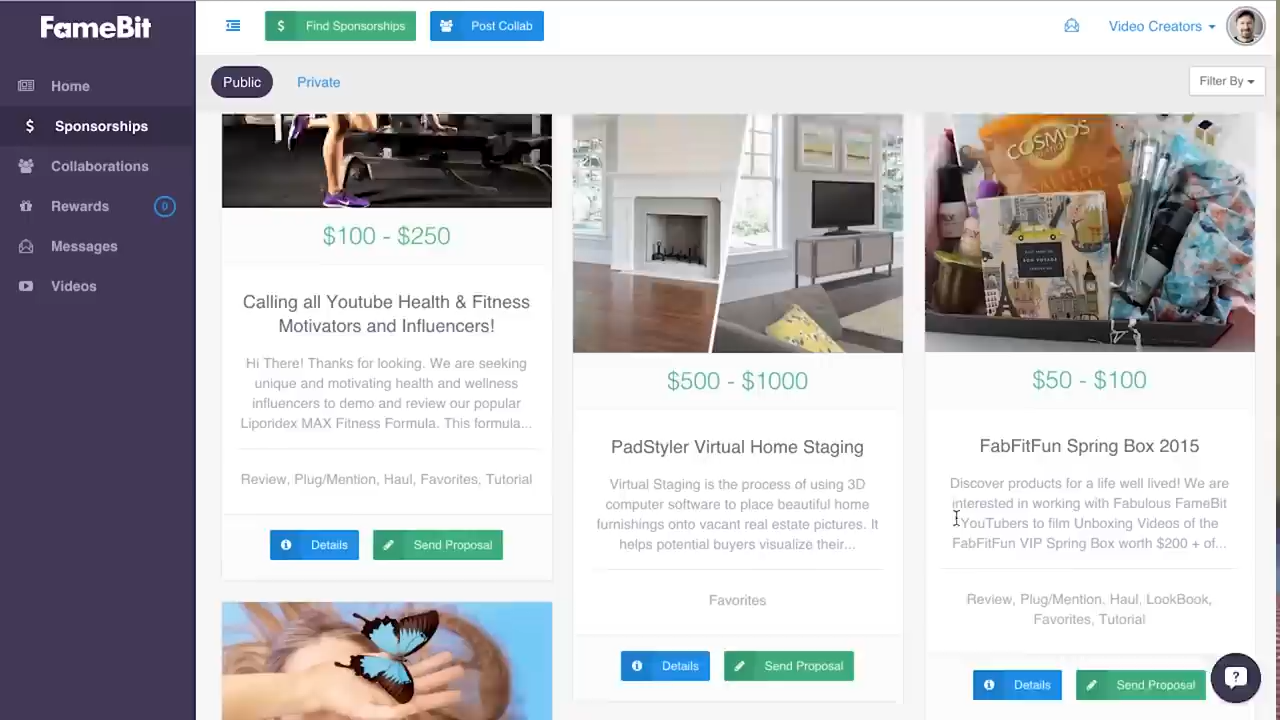 FameBit
Find Sponsorships
Post Collab
Video Creators
Home
Sponsorships
Collaborations
Rewards
0
Messages
Videos
Public
Private
Filter By
$100 - $250
Calling all Youtube Health & Fitness
Motivators and Influencers!
Hi There! Thanks for looking. We are seeking
unique and motivating health and wellness
influencers to demo and review our popular
Liporidex MAX Fitness Formula. This formula...
Review, Plug/Mention, Haul, Favorites, Tutorial
Details
Send Proposal
$500 - $1000
PadStyler Virtual Home Staging
Virtual Staging is the process of using 3D
computer software to place beautiful home
furnishings onto vacant real estate pictures. It
helps potential buyers visualize their...
Favorites
Details
Send Proposal
COSMOS
$50 - $100
FabFitFun Spring Box 2015
Discover products for a life well lived! We are
interested in working with Fabulous FameBit
YouTubers to film Unboxing Videos of the
FabFitFun VIP Spring Box worth $200 + of...
Review, Plug/Mention, Haul, LookBook,
Favorites, Tutorial
Details
Send Proposal